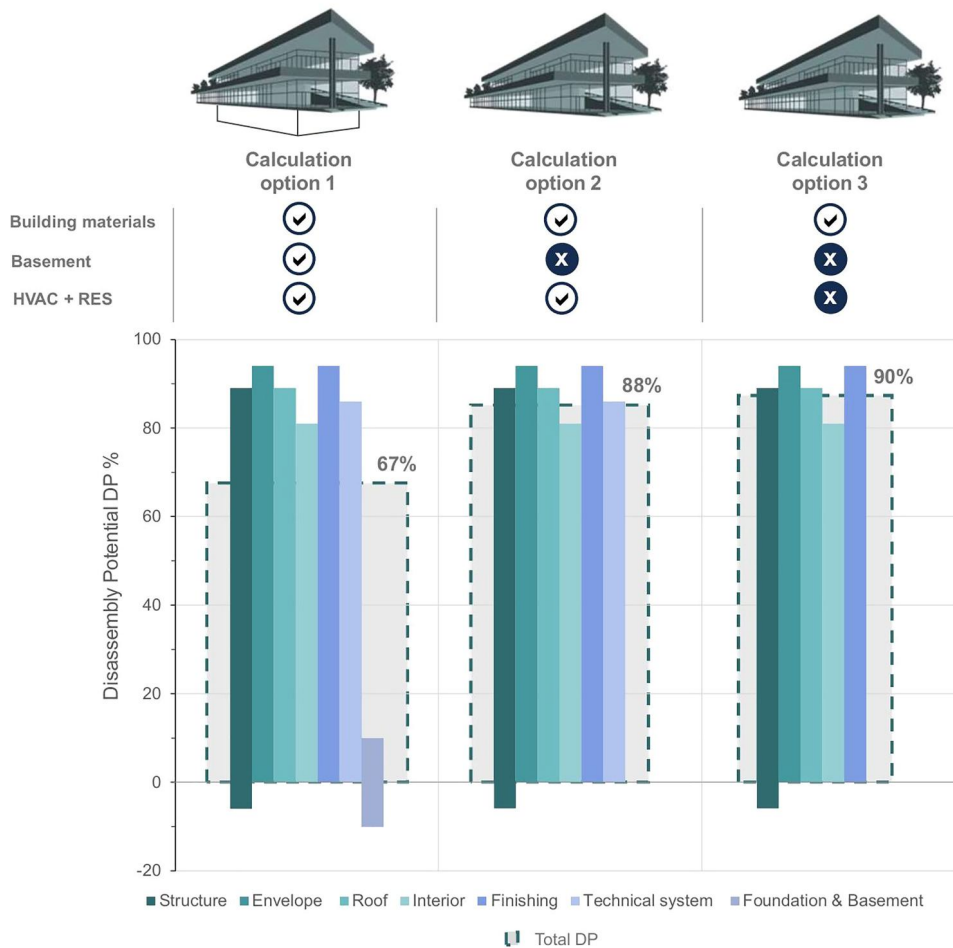 Calculation
option 1
Calculation
option 2
Calculation
option 3
Building materials
Basement
X
X
HVAC + RES
X
Disassembly Potential DP %
100
80
60
40
20
0
-20
67%
88%
90%
Structure
Envelope
Roof
Interior
Finishing
Technical system
Foundation & Basement
Total DP